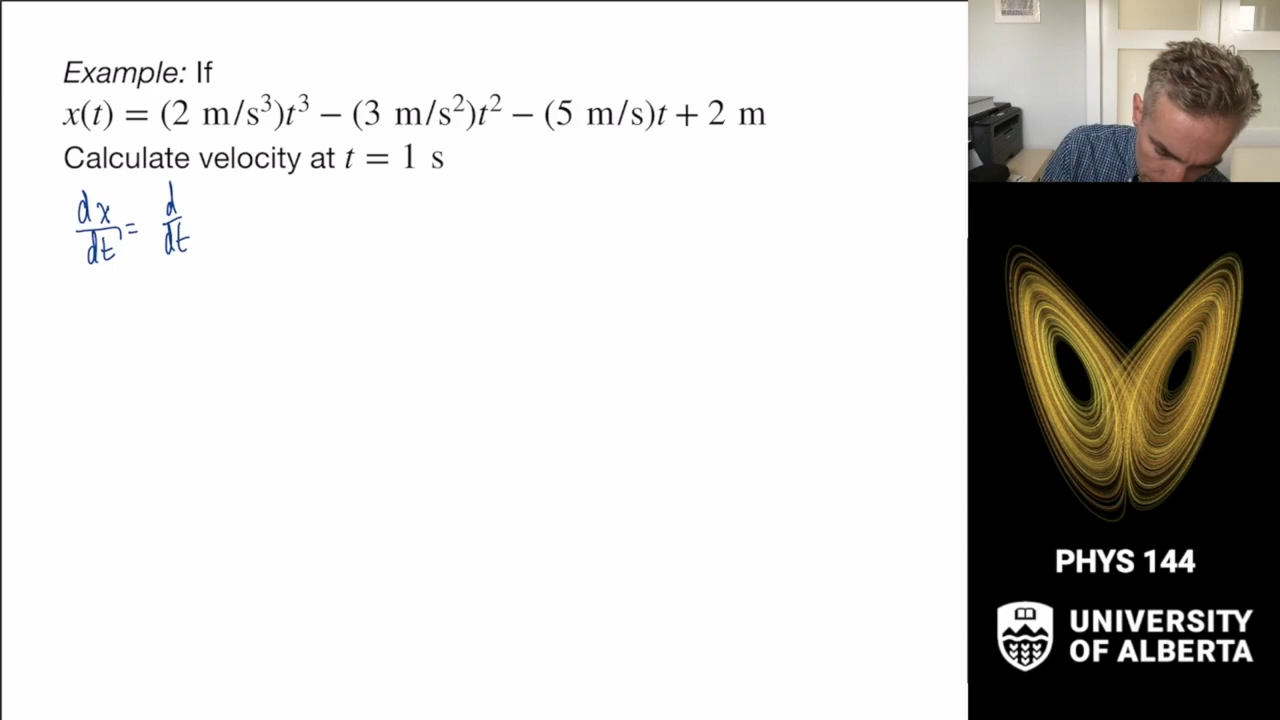 Example: If
x(t) = (2 m/s³)t³ − (3 m/s²)t² − (5 m/s)t + 2 m
Calculate velocity at t = 1 s
dx/dt = d/dt
PHYS 144
UNIVERSITY
OF ALBERTA